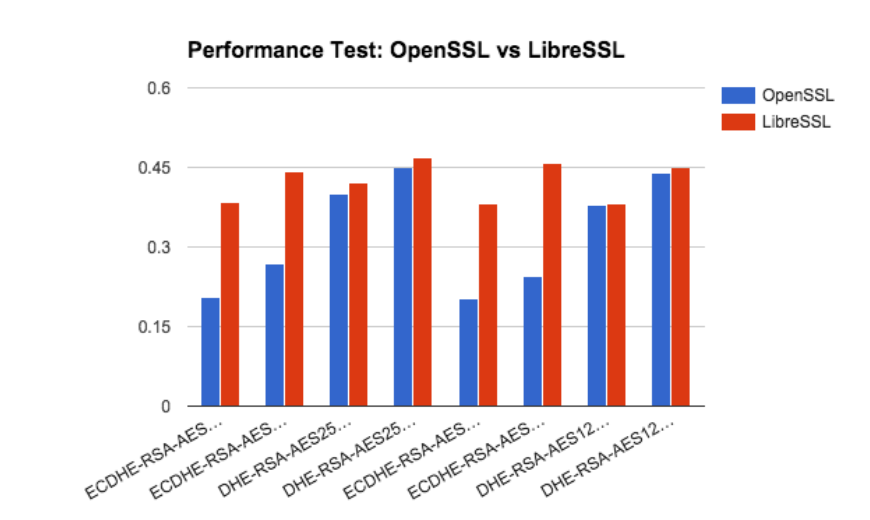 Performance Test: OpenSSL vs LibreSSL
OpenSSL
LibreSSL
0.6
0.45
0.3
0.15
0
ECDHE-RSA-AES...
ECDHE-RSA-AES...
DHE-RSA-AES25...
DHE-RSA-AES25...
ECDHE-RSA-AES...
ECDHE-RSA-AES...
DHE-RSA-AES12...
DHE-RSA-AES12...